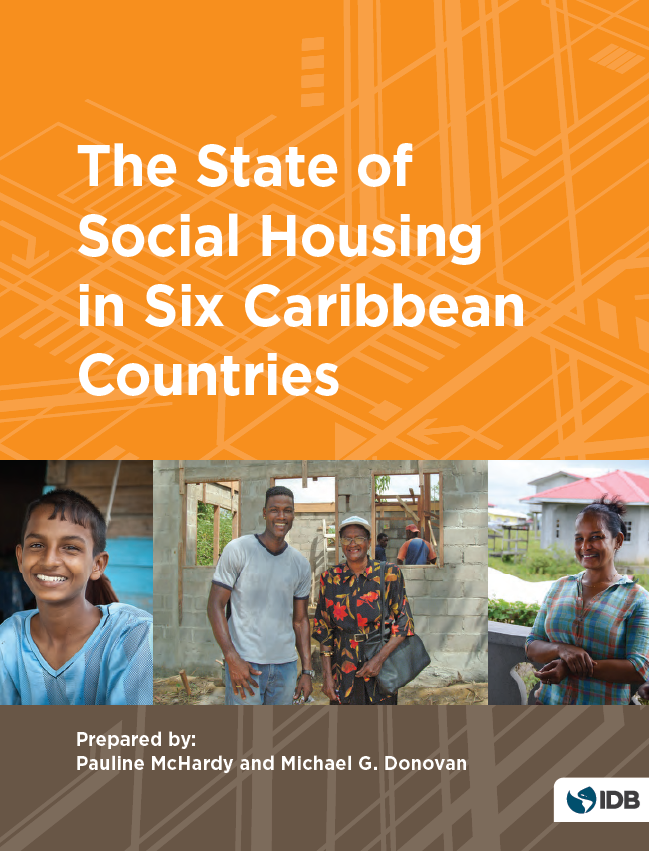 The State of
Social Housing
in Six Caribbean
Countries
Prepared by:
Pauline McHardy and Michael G. Donovan
IDB